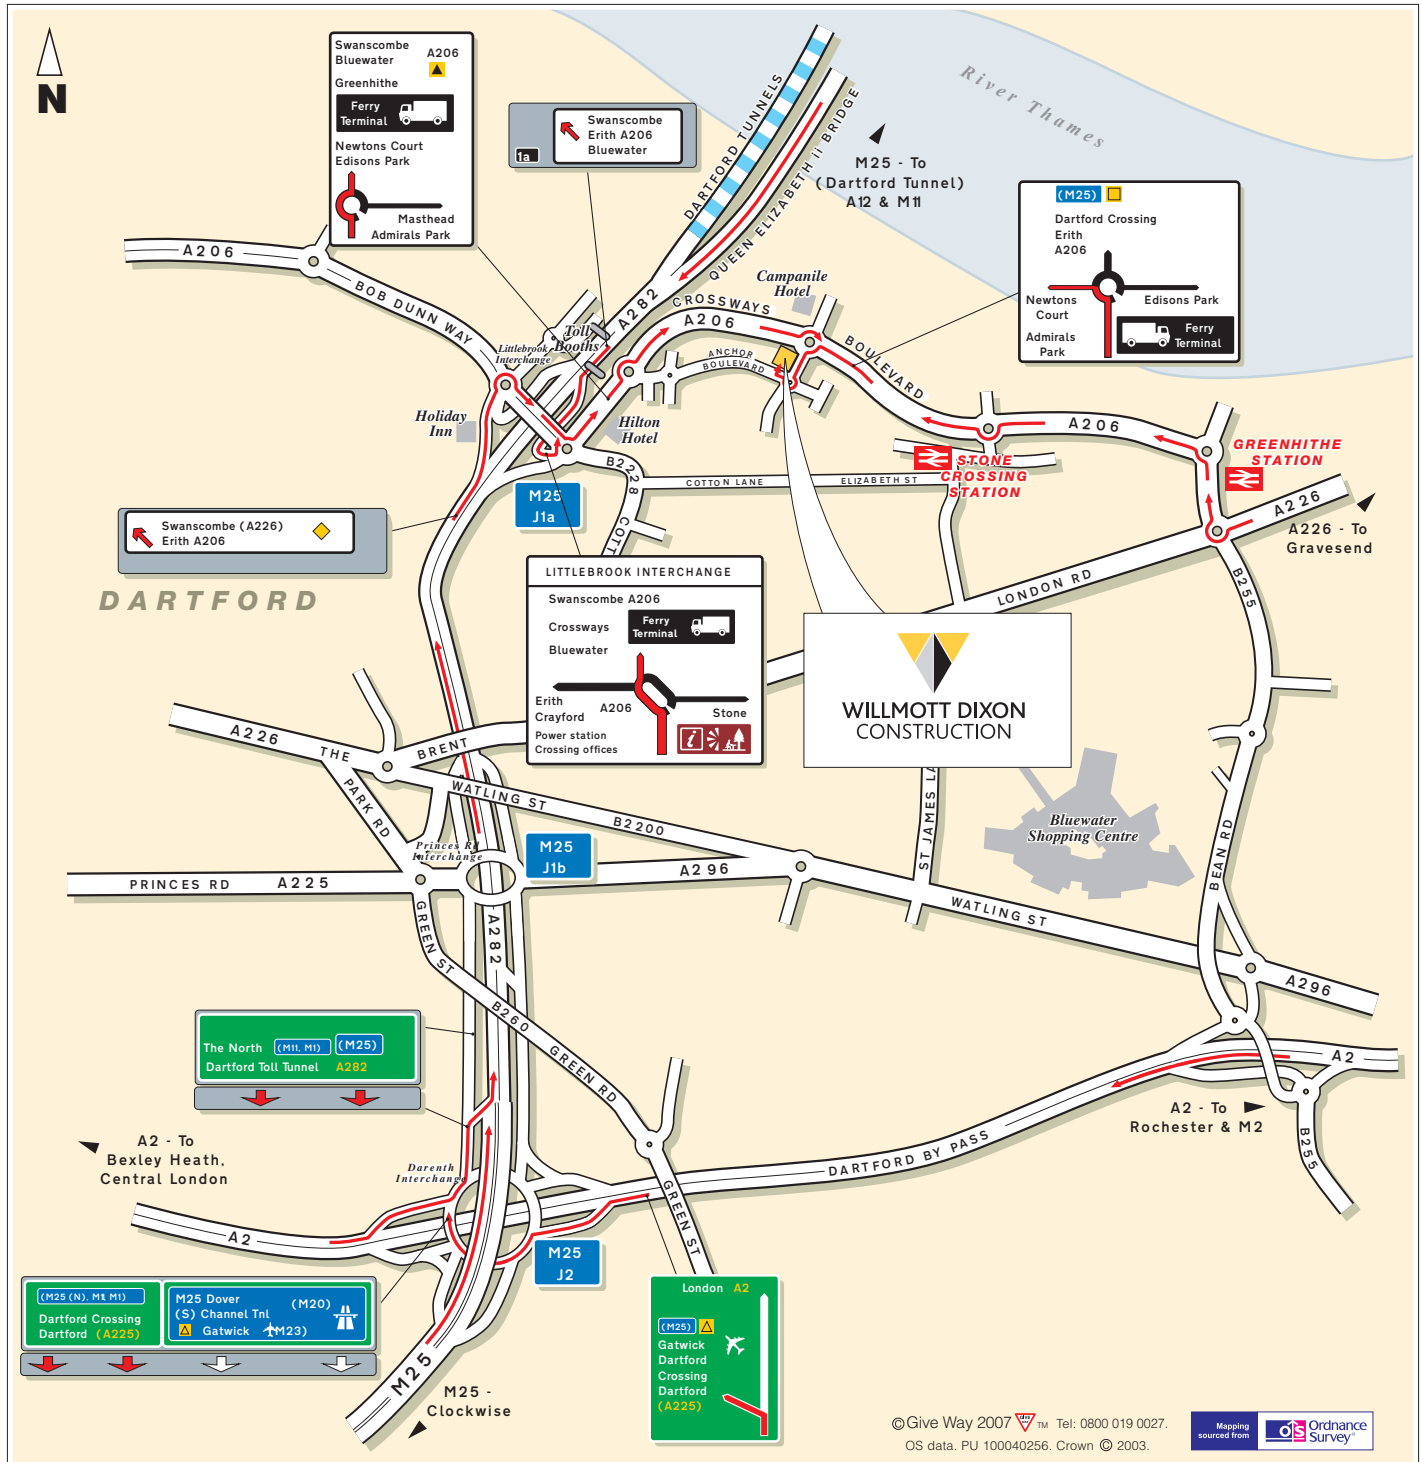 N
Swanscombe
Bluewater
A206
Greenhithe
Ferry
Terminal
Newtons Court
Edisons Park
Masthead
Admirals Park
1a
Swanscombe
Erith A206
Bluewater
DARTFORD TUNNELS
QUEEN ELIZABETH ii BRIDGE
River Thames
M25 - To
(Dartford Tunnel)
A12 & M11
(M25)
Dartford Crossing
Erith
A206
Newtons
Court
Edisons Park
Admirals
Park
Ferry
Terminal
A206
BOB DUNN WAY
A282
CROSSWAYS
A206
Campanile
Hotel
Toll
Booths
Littlebrook
Interchange
ANCHOR
BOULEVARD
BOULEVARD
Holiday
Inn
Hilton
Hotel
A206
GREENHITHE
STATION
STONE
CROSSING
STATION
B2228
COTTON LANE
ELIZABETH ST
COTT
M25
J1a
A226
A226 - To
Gravesend
Swanscombe (A226)
Erith A206
DARTFORD
LITTLEBROOK INTERCHANGE
Swanscombe A206
Crossways
Ferry
Terminal
Bluewater
Erith
Crayford
A206
Stone
Power station
Crossing offices
i
LONDON RD
B255
WILLMOTT DIXON
CONSTRUCTION
A226
THE
BRENT
PARK RD
WATLING ST
B2200
Princes Rd
Interchange
M25
J1b
ST JAMES LA
Bluewater
Shopping Centre
BEAN RD
PRINCES RD
A225
A296
WATLING ST
A296
GREEN ST
A282
B260
GREEN RD
The North
(M11, M1)
(M25)
Dartford Toll Tunnel
A282
A2
A2 - To
Rochester & M2
B255
A2 - To
Bexley Heath,
Central London
Darenth
Interchange
DARTFORD BY PASS
GREEN ST
A2
M25
J2
(M25 (N), M11, M1)
Dartford Crossing
Dartford (A225)
M25 Dover
(S) Channel Tnl
(M20)
Gatwick
(M23)
London A2
(M25)
Gatwick
Dartford
Crossing
Dartford
(A225)
M25
M25 -
Clockwise
© Give Way 2007 TM Tel: 0800 019 0027.
OS data. PU 100040256. Crown © 2003.
Mapping
sourced from
OS
Ordnance
Survey®